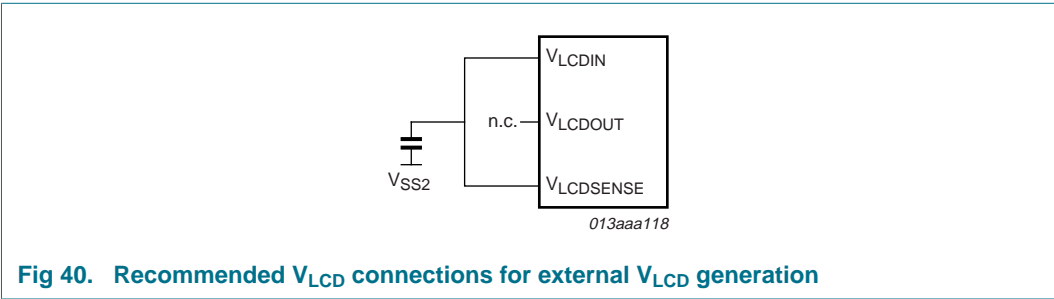 VLCDIN
n.c. VLCDOUT
VSS2
VLCDSENSE
013aaa118
Fig 40. Recommended VLCD connections for external VLCD generation